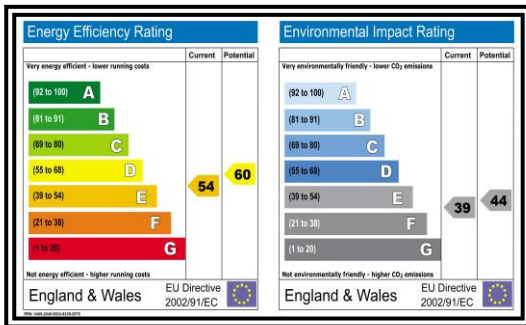 Energy Efficiency Rating
Current Potential
Very energy efficient - lower running costs
(92 to 100) A
(81 to 91) B
(69 to 80) C
(55 to 68) D
(39 to 54) E
(21 to 38) F
(1 to 20) G
54
60
Not energy efficient - higher running costs
England & Wales
EU Directive
2002/91/EC
Environmental Impact Rating
Current Potential
Very environmentally friendly - lower CO₂ emissions
(92 to 100) A
(81 to 91) B
(69 to 80) C
(55 to 68) D
(39 to 54) E
(21 to 38) F
(1 to 20) G
39
44
Not environmentally friendly - higher CO₂ emissions
England & Wales
EU Directive
2002/91/EC